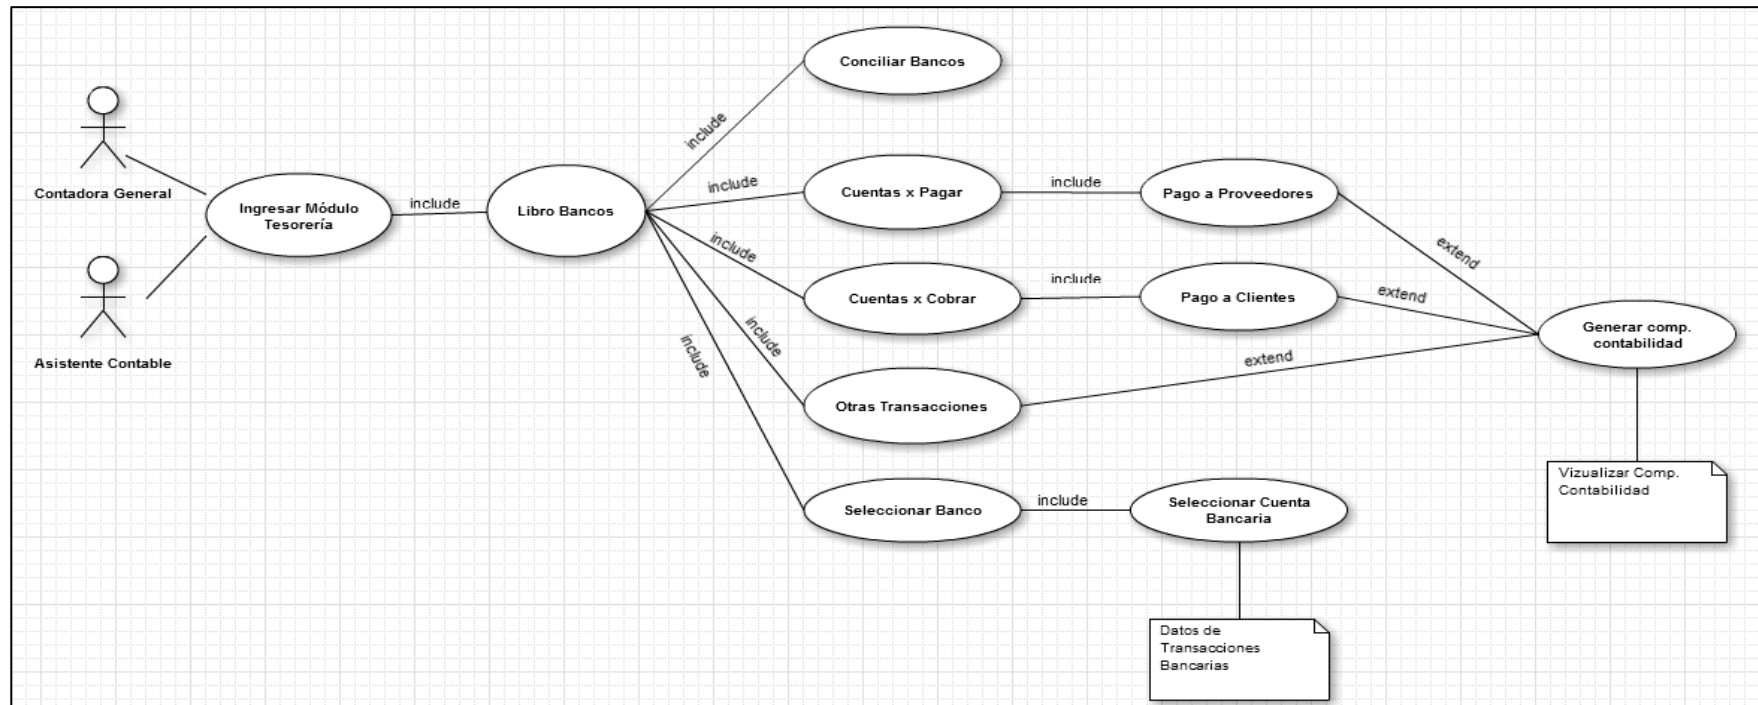 Conciliar Bancos
include
Contadora General
Ingresar Módulo
Tesorería
include
Libro Bancos
include
Cuentas x Pagar
include
Pago a Proveedores
extend
include
Cuentas x Cobrar
include
Pago a Clientes
extend
Generar comp.
contabilidad
Asistente Contable
include
Otras Transacciones
extend
include
Seleccionar Banco
include
Seleccionar Cuenta
Bancaria
Vizualizar Comp.
Contabilidad
Datos de
Transacciones
Bancarias